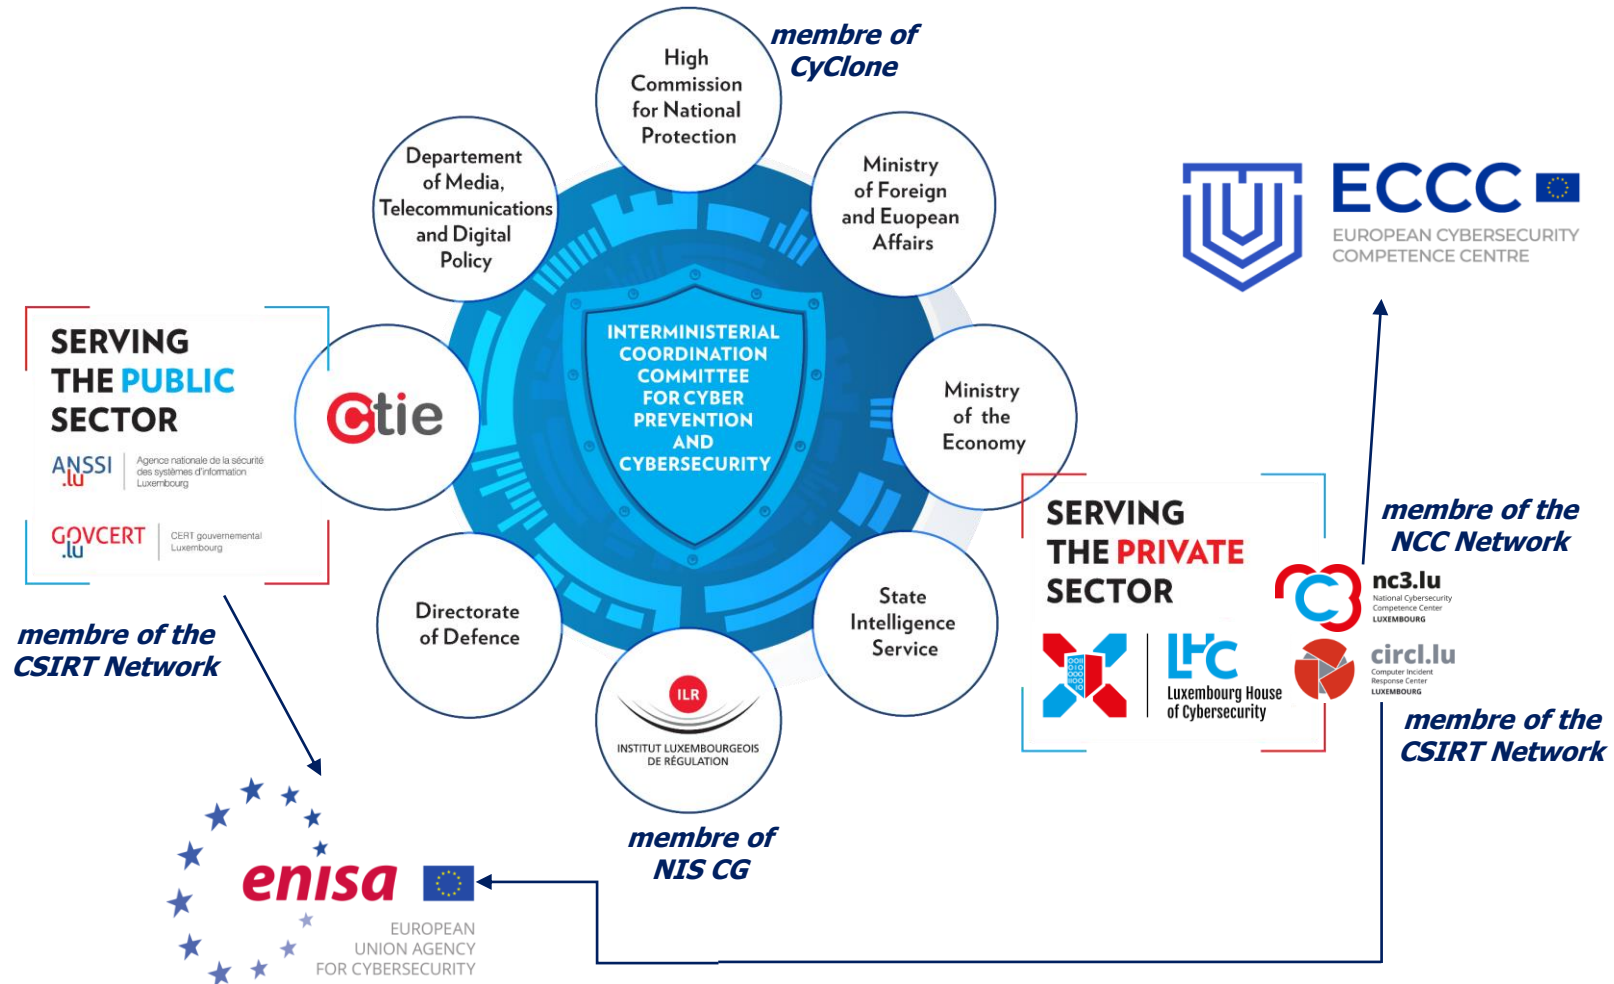 membre of
CyClone
High
Commission
for National
Protection
Departement
of Media,
Telecommunications
and Digital
Policy
Ministry
of Foreign
and Euopean
Affairs
ECCC
EUROPEAN CYBERSECURITY
COMPETENCE CENTRE
SERVING
THE PUBLIC
SECTOR
ANSSI
.lu
Agence nationale de la sécurité
des systèmes d'information
Luxembourg
GOVCERT
.lu
CERT gouvernemental
Luxembourg
ctie
INTERMINISTERIAL
COORDINATION
COMMITTEE
FOR CYBER
PREVENTION
AND
CYBERSECURITY
Ministry
of the
Economy
SERVING
THE PRIVATE
SECTOR
LHC
Luxembourg House
of Cybersecurity
membre of the
NCC Network
nc3.lu
National Cybersecurity
Competence Center
LUXEMBOURG
circl.lu
Computer Incident
Response Center
LUXEMBOURG
membre of the
CSIRT Network
membre of the
CSIRT Network
Directorate
of Defence
State
Intelligence
Service
ILR
INSTITUT LUXEMBOURGEOIS
DE RÉGULATION
membre of
NIS CG
enisa
EUROPEAN
UNION AGENCY
FOR CYBERSECURITY